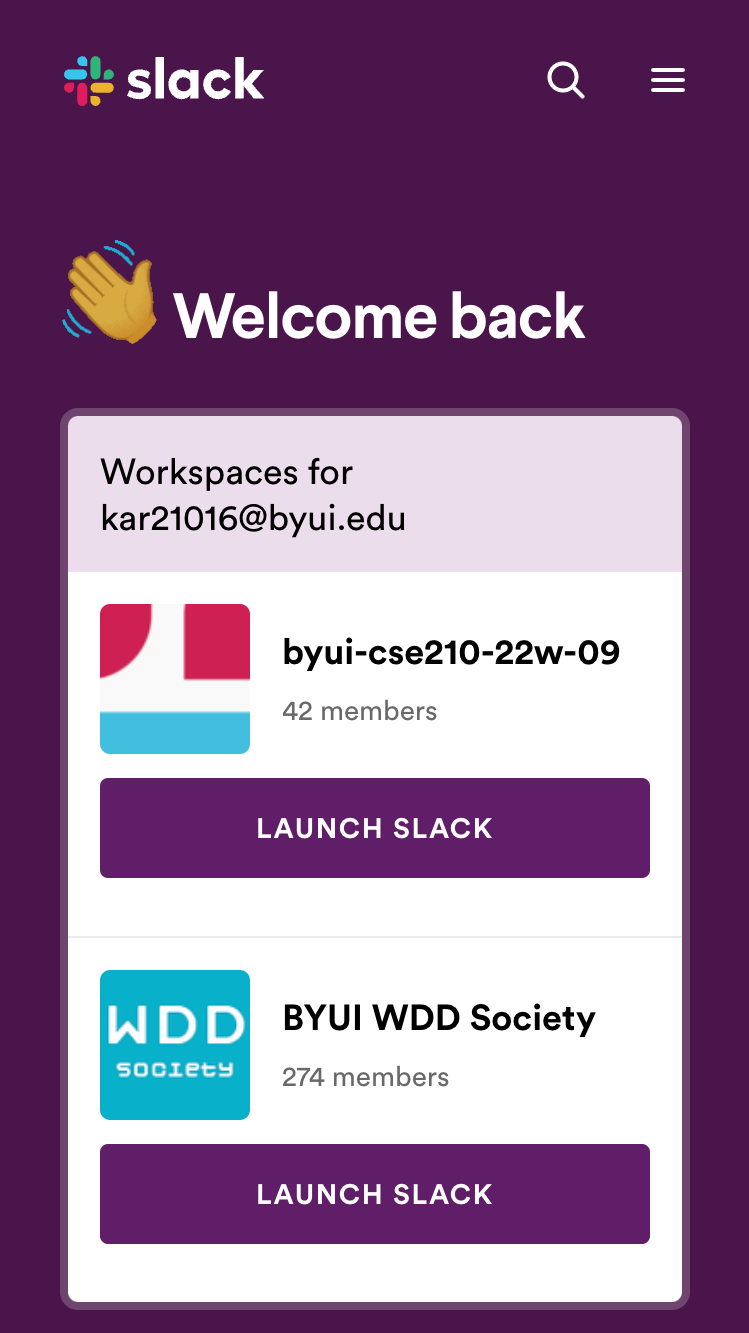 slack
Welcome back
Workspaces for
kar21016@byui.edu
byui-cse210-22w-09
42 members
LAUNCH SLACK
WDD
society
BYUI WDD Society
274 members
LAUNCH SLACK